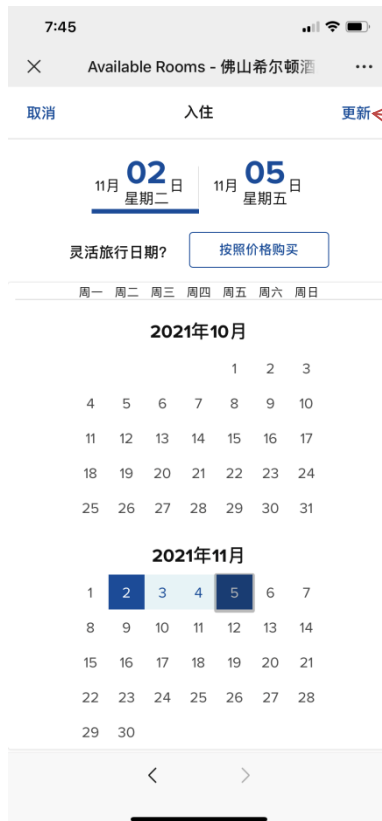 7:45
Available Rooms - 佛山希尔顿酒
取消 入住 更新
11月 02 日 11月 05 日
星期二 星期五
灵活旅行日期? 按照价格购买
周一 周二 周三 周四 周五 周六 周日
2021年10月
1 2 3
4 5 6 7 8 9 10
11 12 13 14 15 16 17
18 19 20 21 22 23 24
25 26 27 28 29 30 31
2021年11月
1 2 3 4 5 6 7
8 9 10 11 12 13 14
15 16 17 18 19 20 21
22 23 24 25 26 27 28
29 30